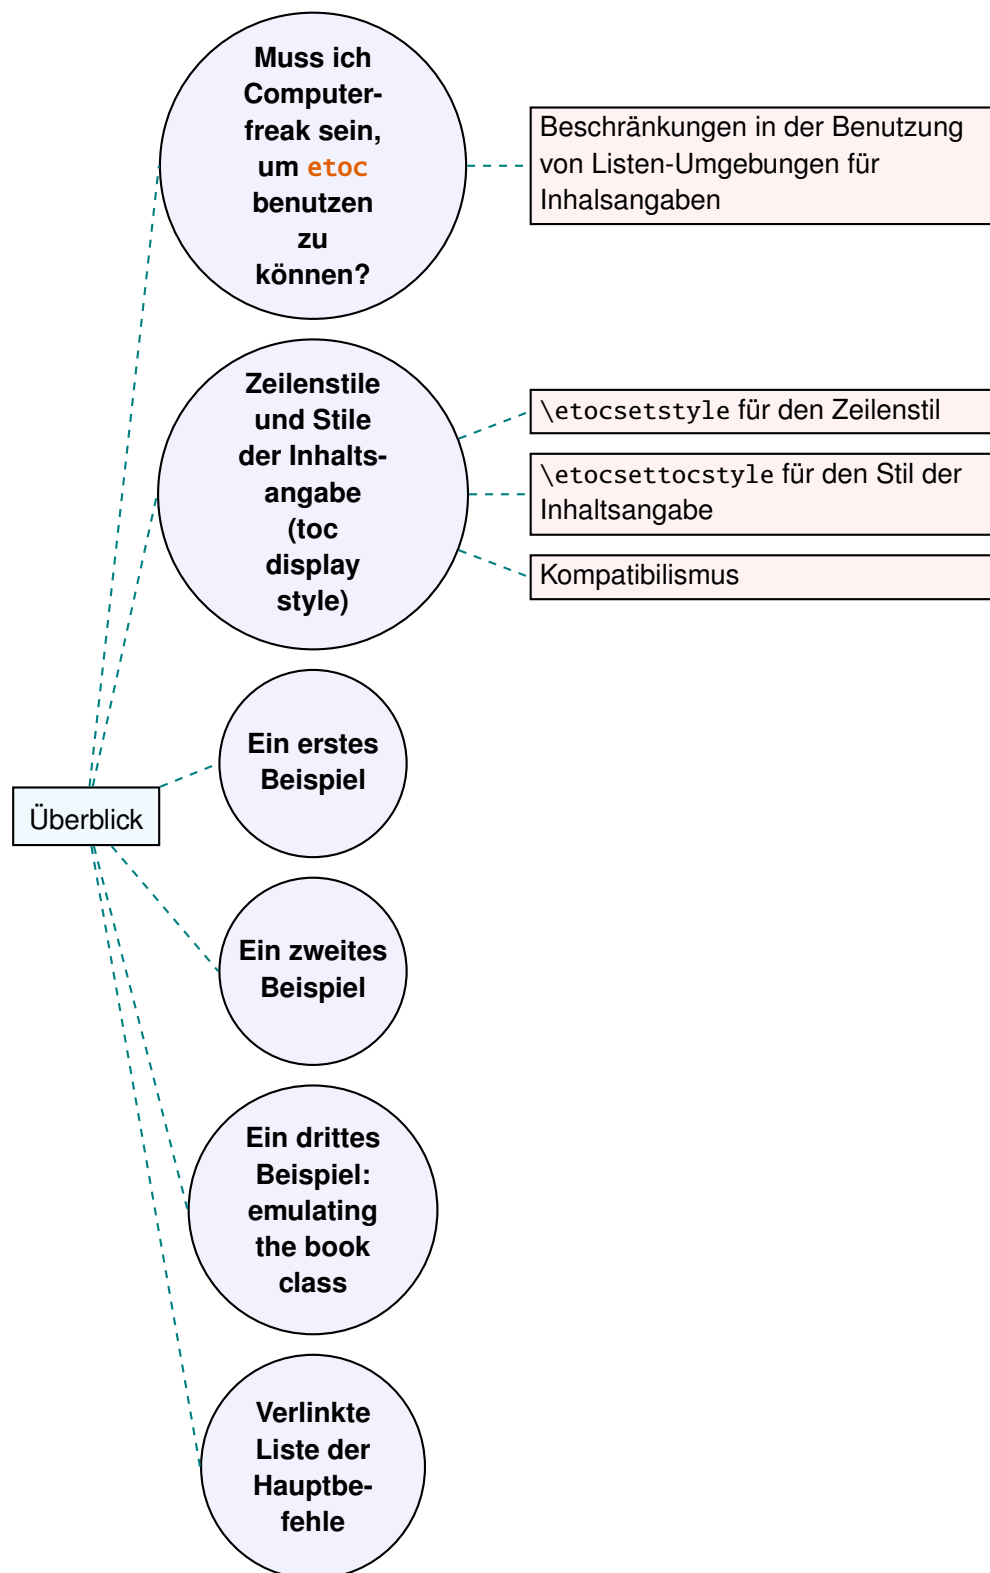 Muss ich
Computer-
freak sein,
um etoc
benutzen
zu
können?
Beschränkungen in der Benutzung
von Listen-Umgebungen für
Inhalsangaben
Zeilenstile
und Stile
der Inhalts-
angabe
(toc
display
style)
\etocsetstyle für den Zeilenstil
\etocsettocstyle für den Stil der
Inhaltsangabe
Kompatibilismus
Ein erstes
Beispiel
Überblick
Ein zweites
Beispiel
Ein drittes
Beispiel:
emulating
the book
class
Verlinkte
Liste der
Hauptbe-
fehle